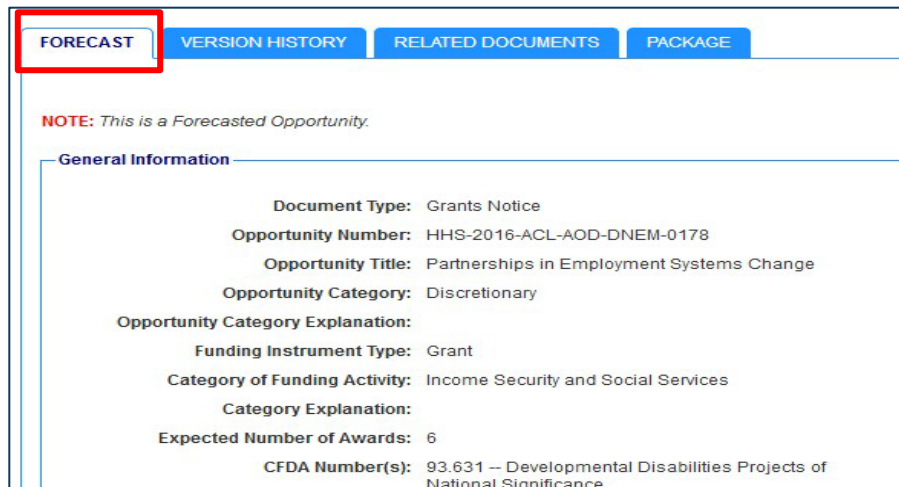 FORECAST VERSION HISTORY RELATED DOCUMENTS PACKAGE
NOTE: This is a Forecasted Opportunity.
General Information
Document Type: Grants Notice
Opportunity Number: HHS-2016-ACL-AOD-DNEM-0178
Opportunity Title: Partnerships in Employment Systems Change
Opportunity Category: Discretionary
Opportunity Category Explanation:
Funding Instrument Type: Grant
Category of Funding Activity: Income Security and Social Services
Category Explanation:
Expected Number of Awards: 6
CFDA Number(s): 93.631 -- Developmental Disabilities Projects of
National Significance